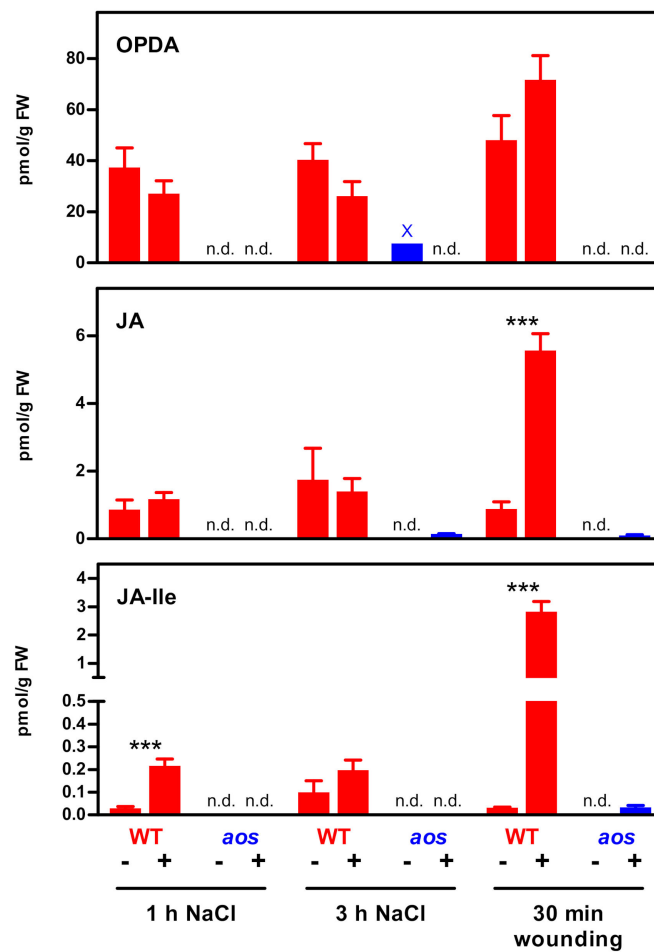 OPDA
pmol/g FW
80
60
40
20
0
n.d. n.d.
X
n.d.
n.d. n.d.
JA
pmol/g FW
6
4
2
0
***
n.d. n.d.
n.d.
n.d.
JA-Ile
pmol/g FW
4
3
2
1
0.5
0.4
0.3
0.2
0.1
0.0
***
***
n.d. n.d.
n.d. n.d.
n.d.
WT aos WT aos WT aos
- + - + - + - + - + - +
1 h NaCl 3 h NaCl 30 min
wounding